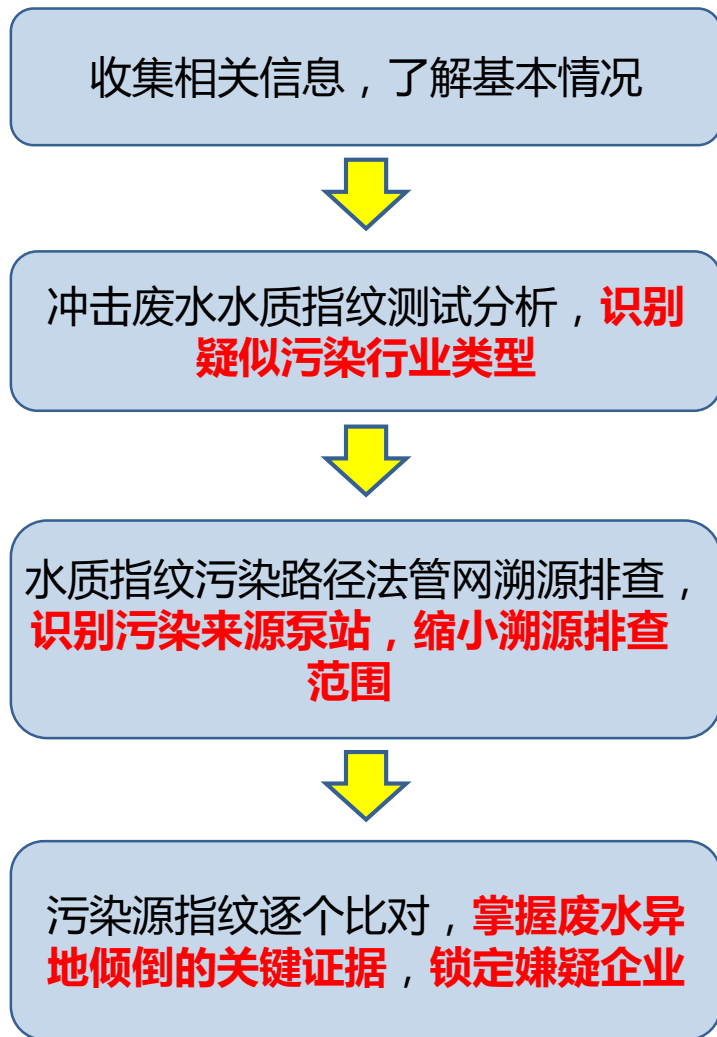 收集相关信息，了解基本情况
冲击废水水质指纹测试分析，识别
疑似污染行业类型
水质指纹污染路径法管网溯源排查，
识别污染来源泵站，缩小溯源排查
范围
污染源指纹逐个比对，掌握废水异
地倾倒的关键证据，锁定嫌疑企业